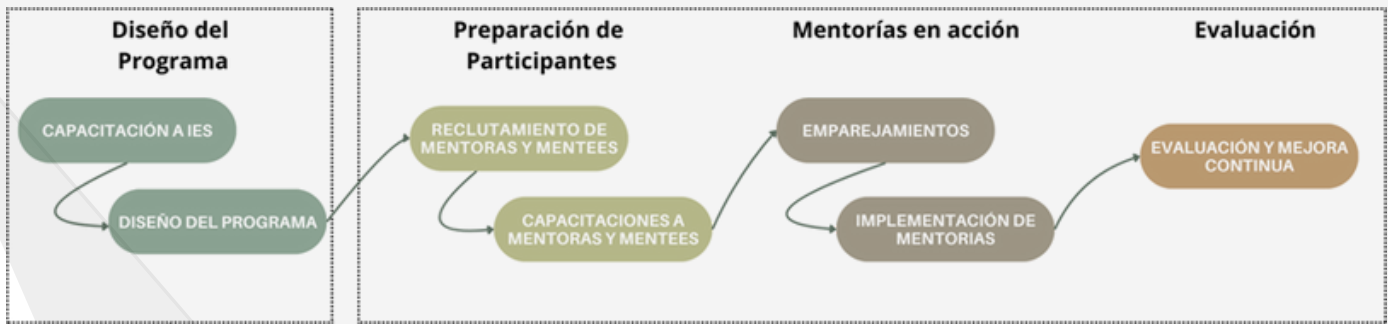 Diseño del
Programa
CAPACITACIÓN A IES
DISEÑO DEL PROGRAMA
Preparación de
Participantes
RECLUTAMIENTO DE
MENTORAS Y MENTEES
CAPACITACIONES A
MENTORAS Y MENTEES
Mentorías en acción
EMPAREJAMIENTOS
IMPLEMENTACIÓN DE
MENTORIAS
Evaluación
EVALUACIÓN Y MEJORA
CONTINUA